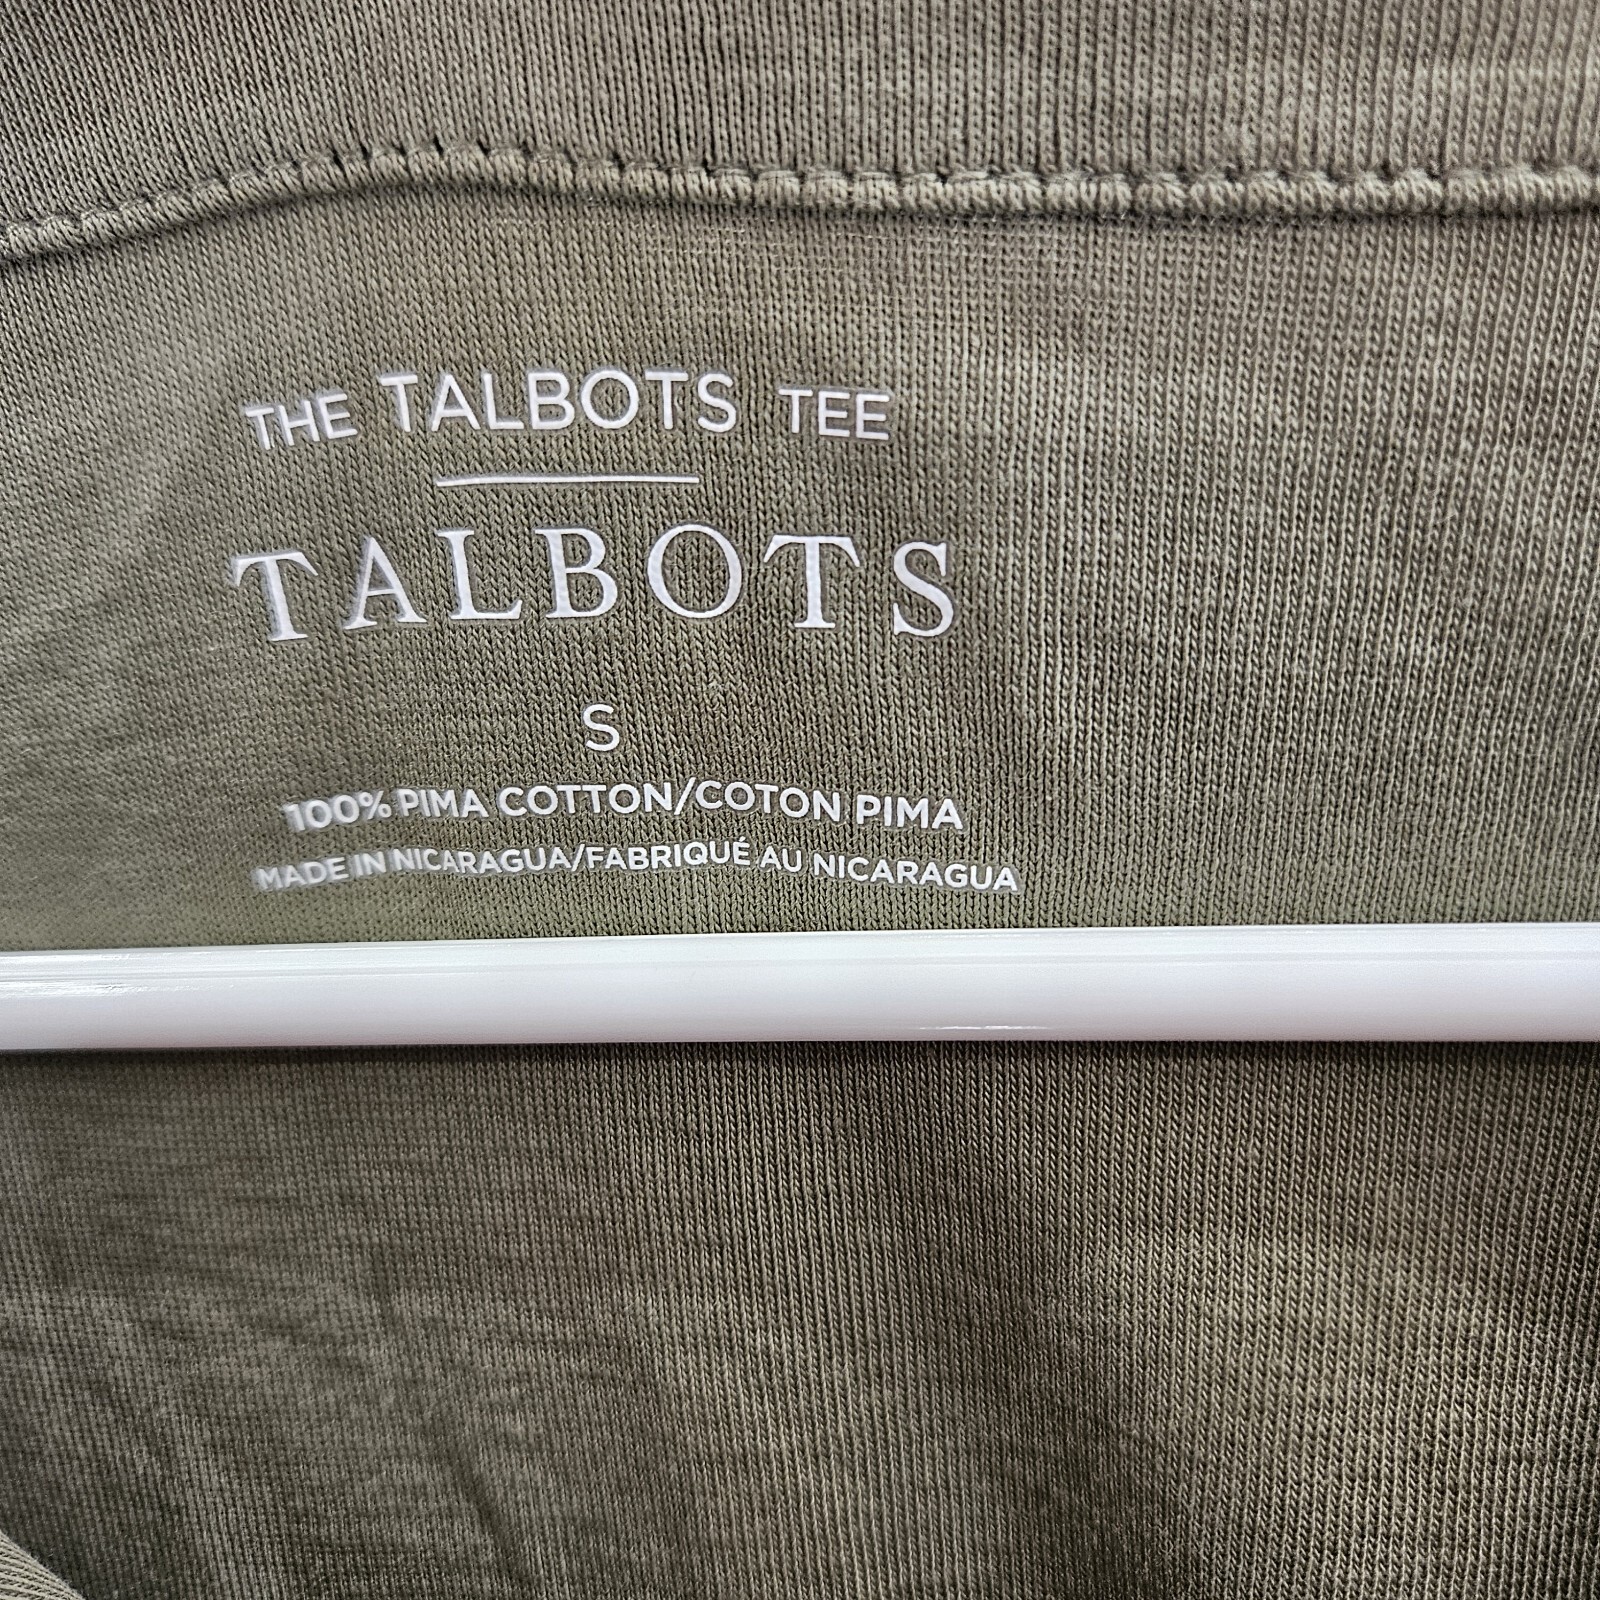 THE TALBOTS TEE
TALBOTS
S
100% PIMA COTTON/COTON PIMA
MADE IN NICARAGUA/FABRIQUÉ AU NICARAGUA